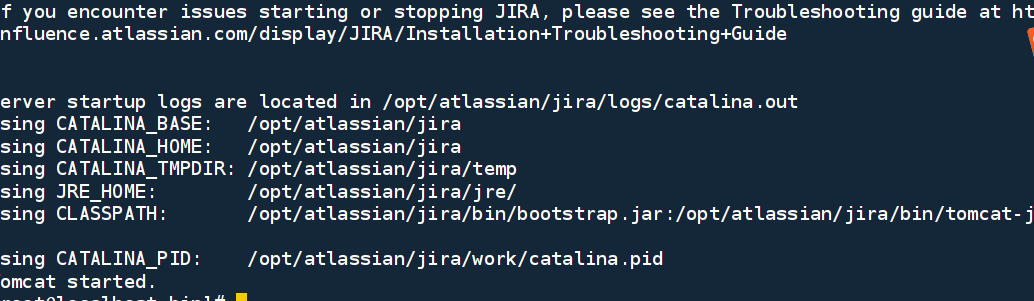 f you encounter issues starting or stopping JIRA, please see the Troubleshooting guide at ht
nfluence.atlassian.com/display/JIRA/Installation+Troubleshooting+Guide
erver startup logs are located in /opt/atlassian/jira/logs/catalina.out
sing CATALINA_BASE: /opt/atlassian/jira
sing CATALINA_HOME: /opt/atlassian/jira
sing CATALINA_TMPDIR: /opt/atlassian/jira/temp
sing JRE_HOME: /opt/atlassian/jira/jre/
sing CLASSPATH: /opt/atlassian/jira/bin/bootstrap.jar:/opt/atlassian/jira/bin/tomcat-j
sing CATALINA_PID: /opt/atlassian/jira/work/catalina.pid
omcat started.
root@localhost bin]#